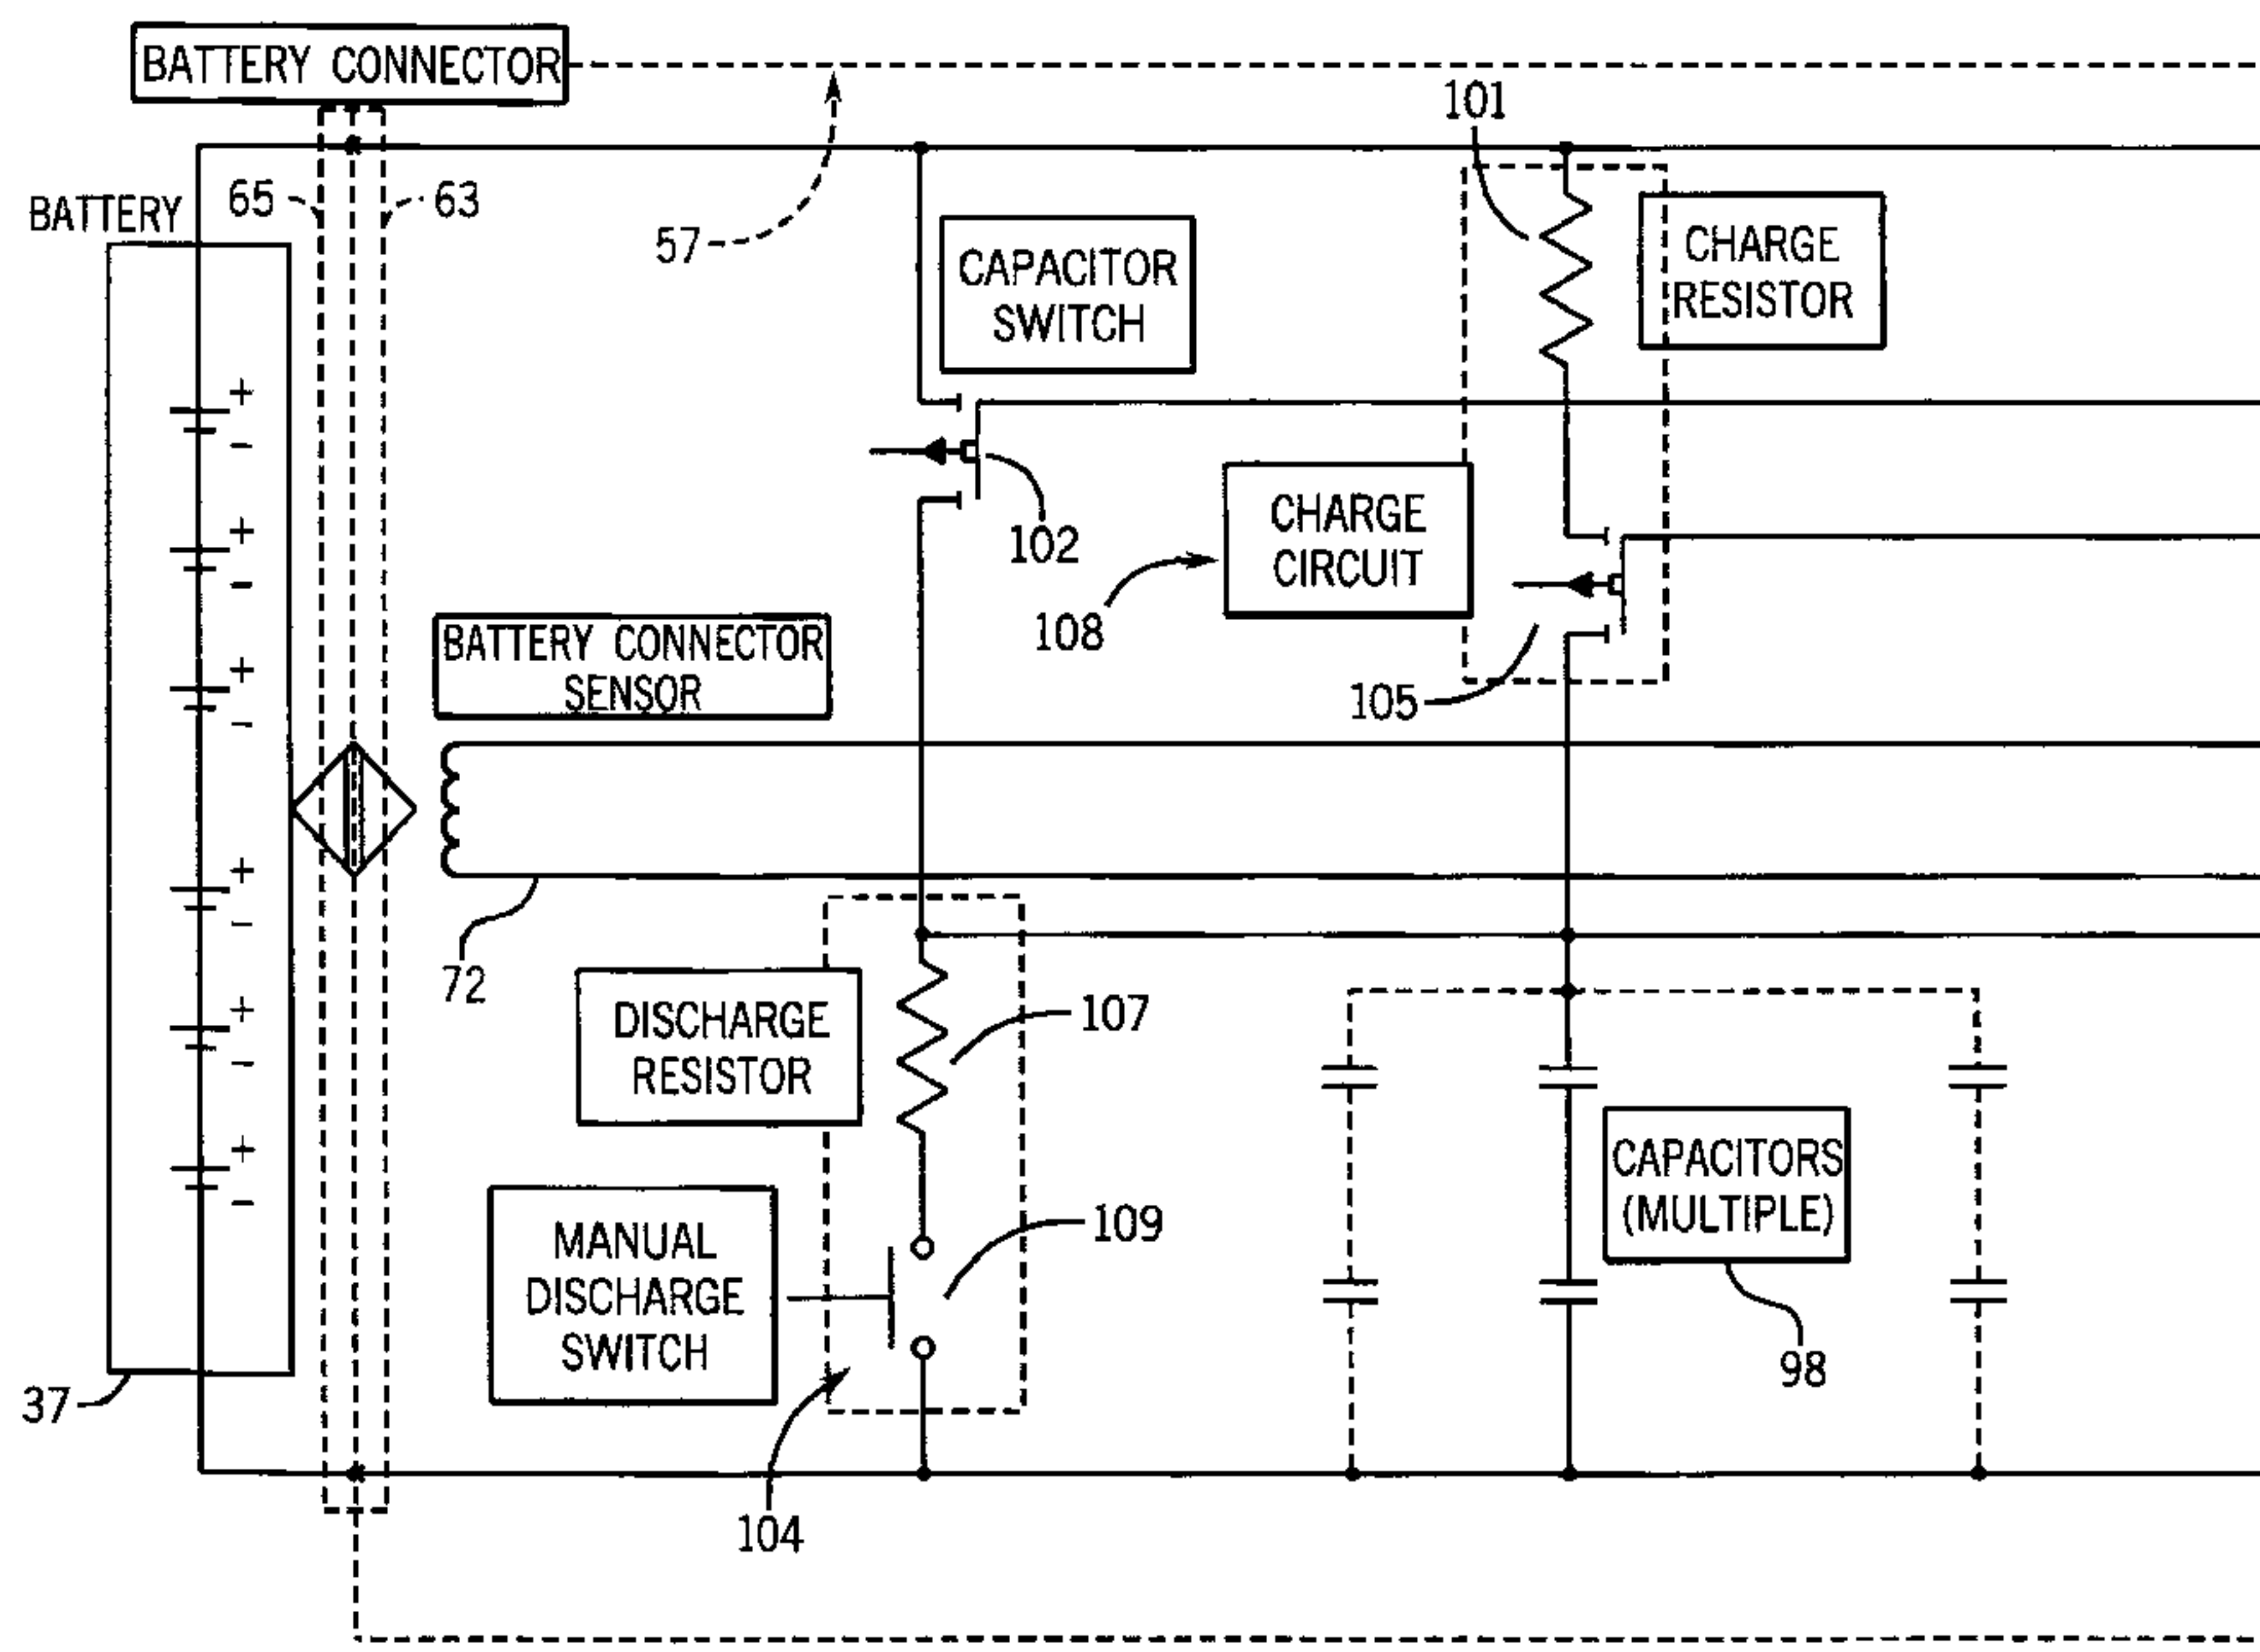 BATTERY CONNECTOR
101
65
63
BATTERY
57
CAPACITOR
SWITCH
CHARGE
RESISTOR
+
-
+
-
+
-
+
-
+
-
+
-
102
CHARGE
CIRCUIT
108
105
BATTERY CONNECTOR
SENSOR
72
DISCHARGE
RESISTOR
107
CAPACITORS
(MULTIPLE)
98
MANUAL
DISCHARGE
SWITCH
109
37
104